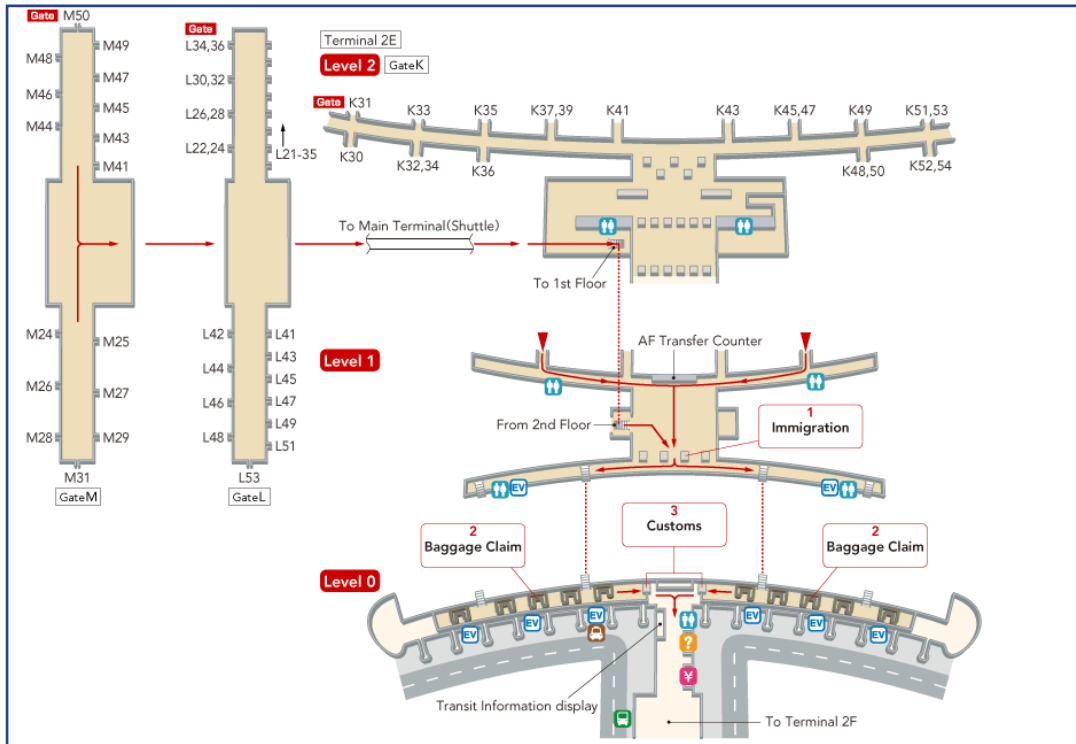 Gate M50
M49
M48
M47
M46
M45
M44
M43
M41
M24
M25
M26
M27
M28
M29
M31
GateM
Gate
L34,36
L30,32
L26,28
L22,24
L21-35
L42
L41
L43
L44
L45
L46
L47
L49
L48
L51
L53
GateL
Terminal 2E
Level 2 GateK
Gate K31
K33
K35
K37,39
K41
K43
K45,47
K49
K51,53
K30
K32,34
K36
K48,50
K52,54
To Main Terminal(Shuttle)
To 1st Floor
Level 1
AF Transfer Counter
From 2nd Floor
1
Immigration
EV
EV
2
Baggage Claim
3
Customs
2
Baggage Claim
Level 0
EV
EV
EV
EV
EV
EV
?
¥
Transit Information display
To Terminal 2F